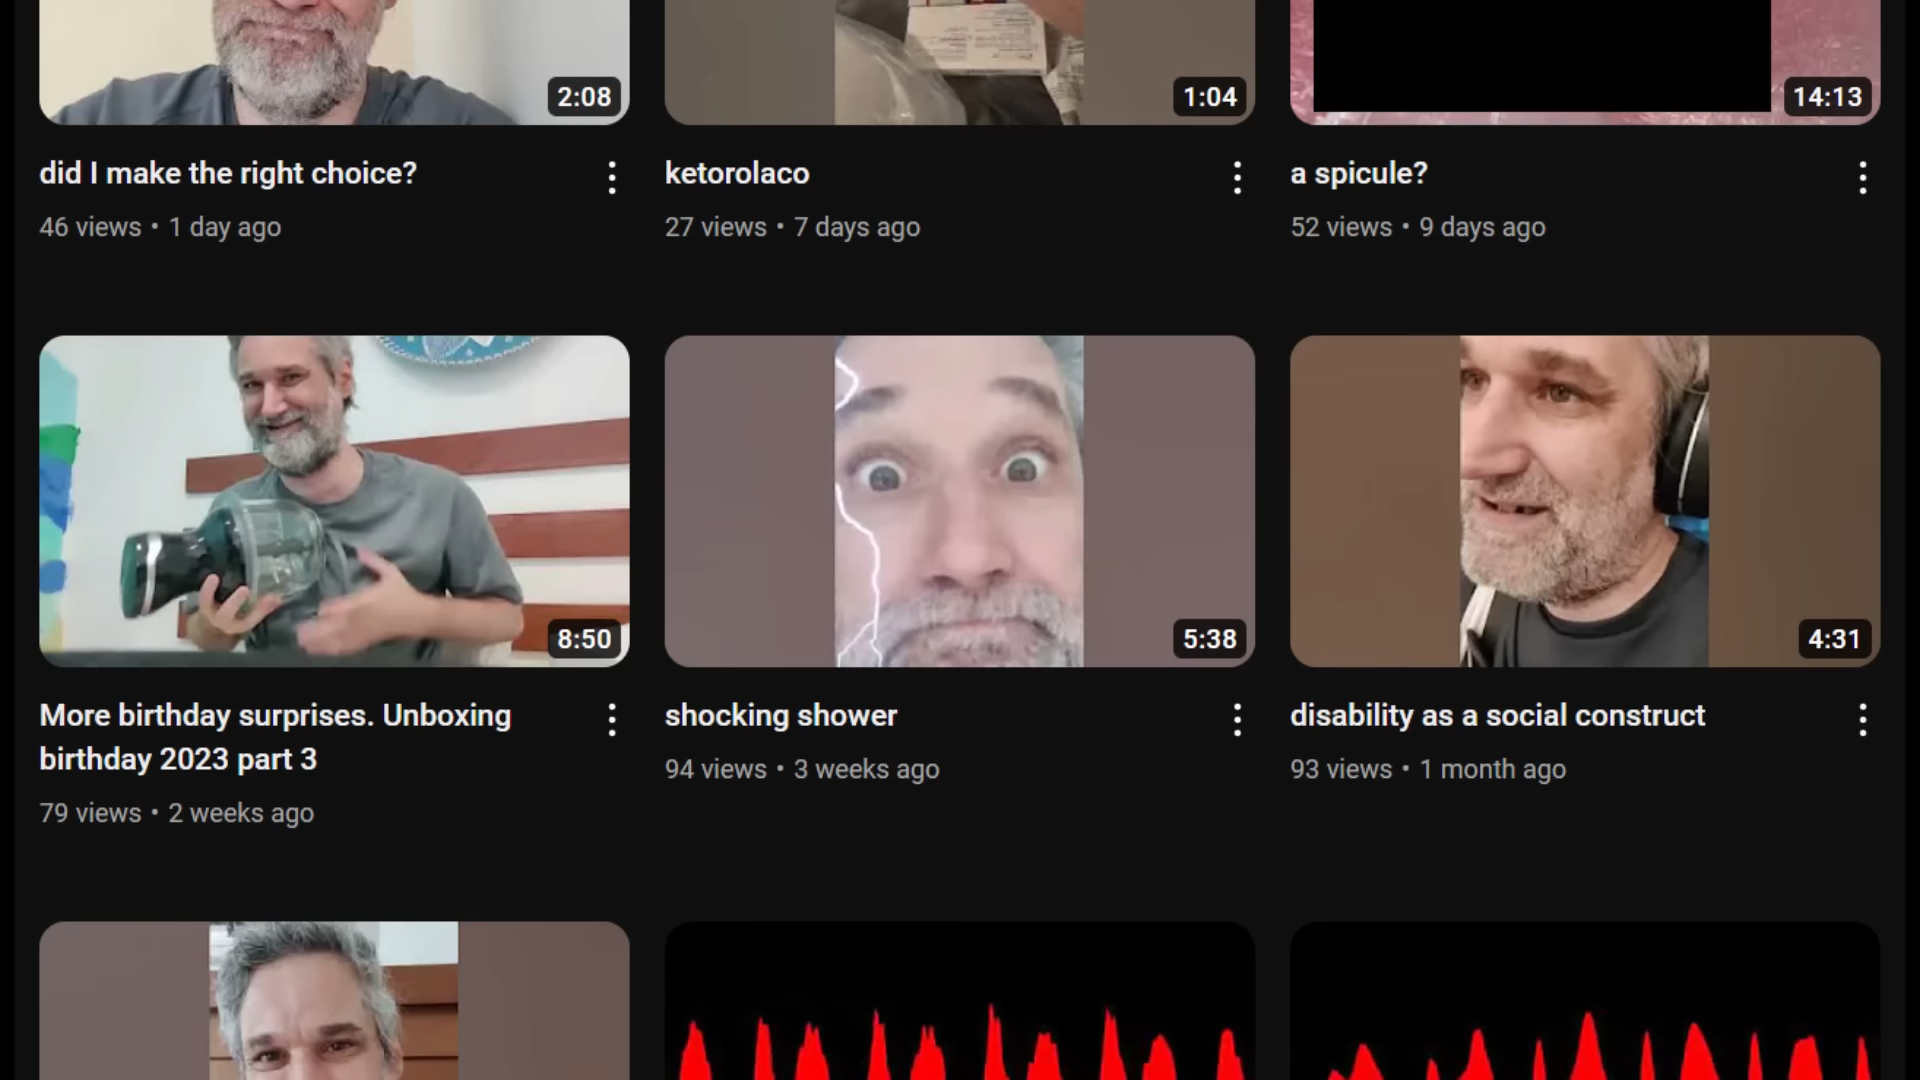 2:08
1:04
14:13
did I make the right choice?
46 views • 1 day ago
ketorolaco
27 views • 7 days ago
a spicule?
52 views • 9 days ago
8:50
5:38
4:31
More birthday surprises. Unboxing
birthday 2023 part 3
79 views • 2 weeks ago
shocking shower
94 views • 3 weeks ago
disability as a social construct
93 views • 1 month ago